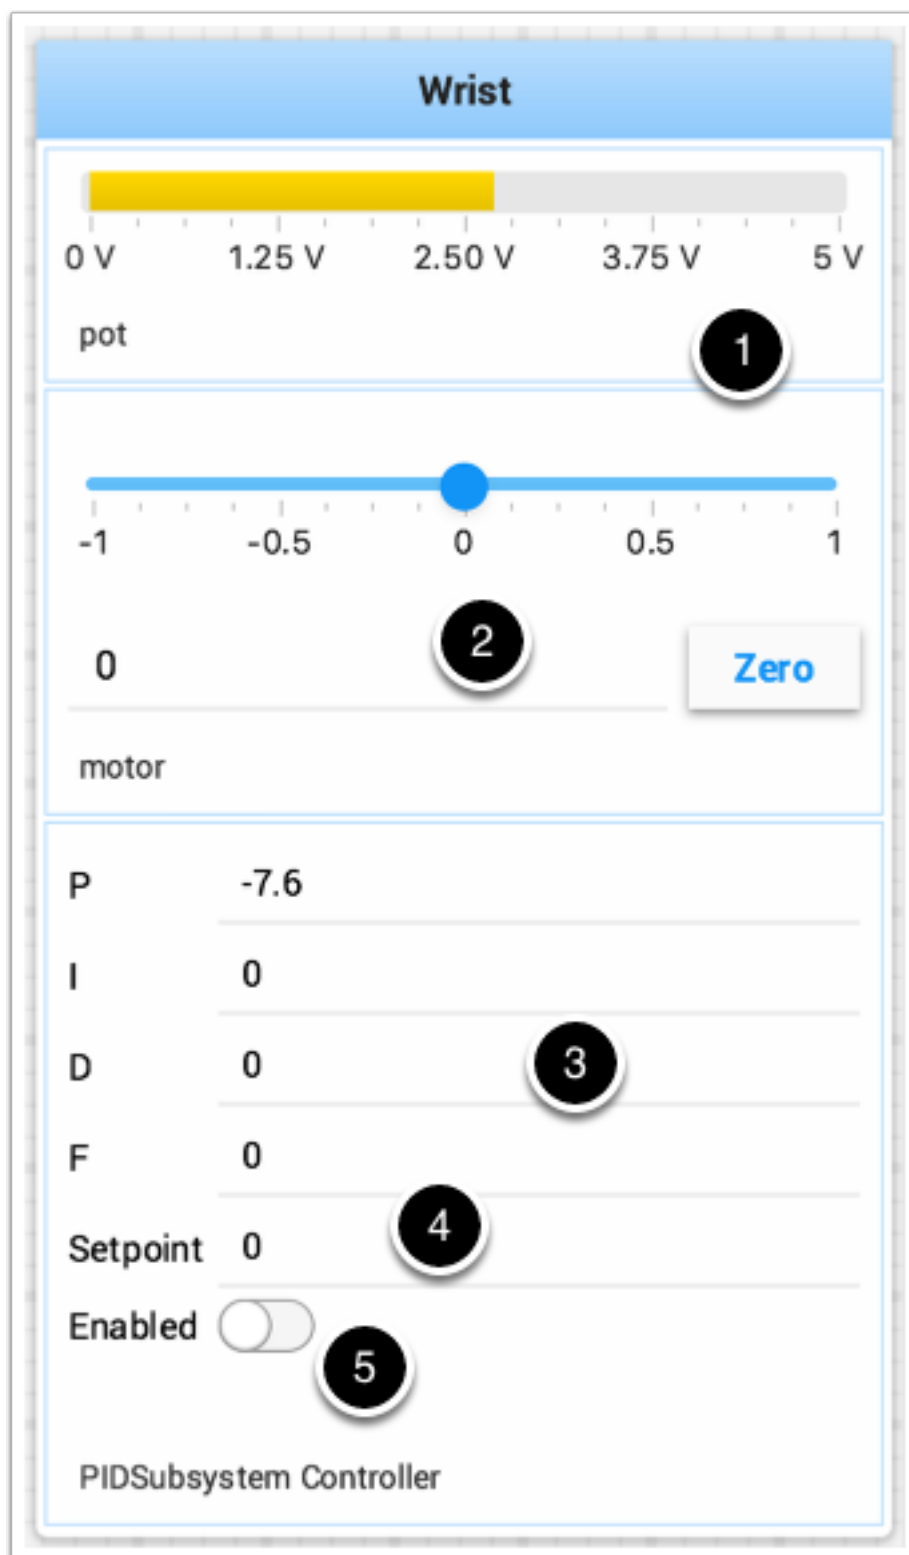 Wrist
0 V 1.25 V 2.50 V 3.75 V 5 V
pot
1
-1 -0.5 0 0.5 1
2
0 Zero
motor
P -7.6
I 0
D 0
3
F 0
4
Setpoint 0
Enabled
5
PIDSubsystem Controller